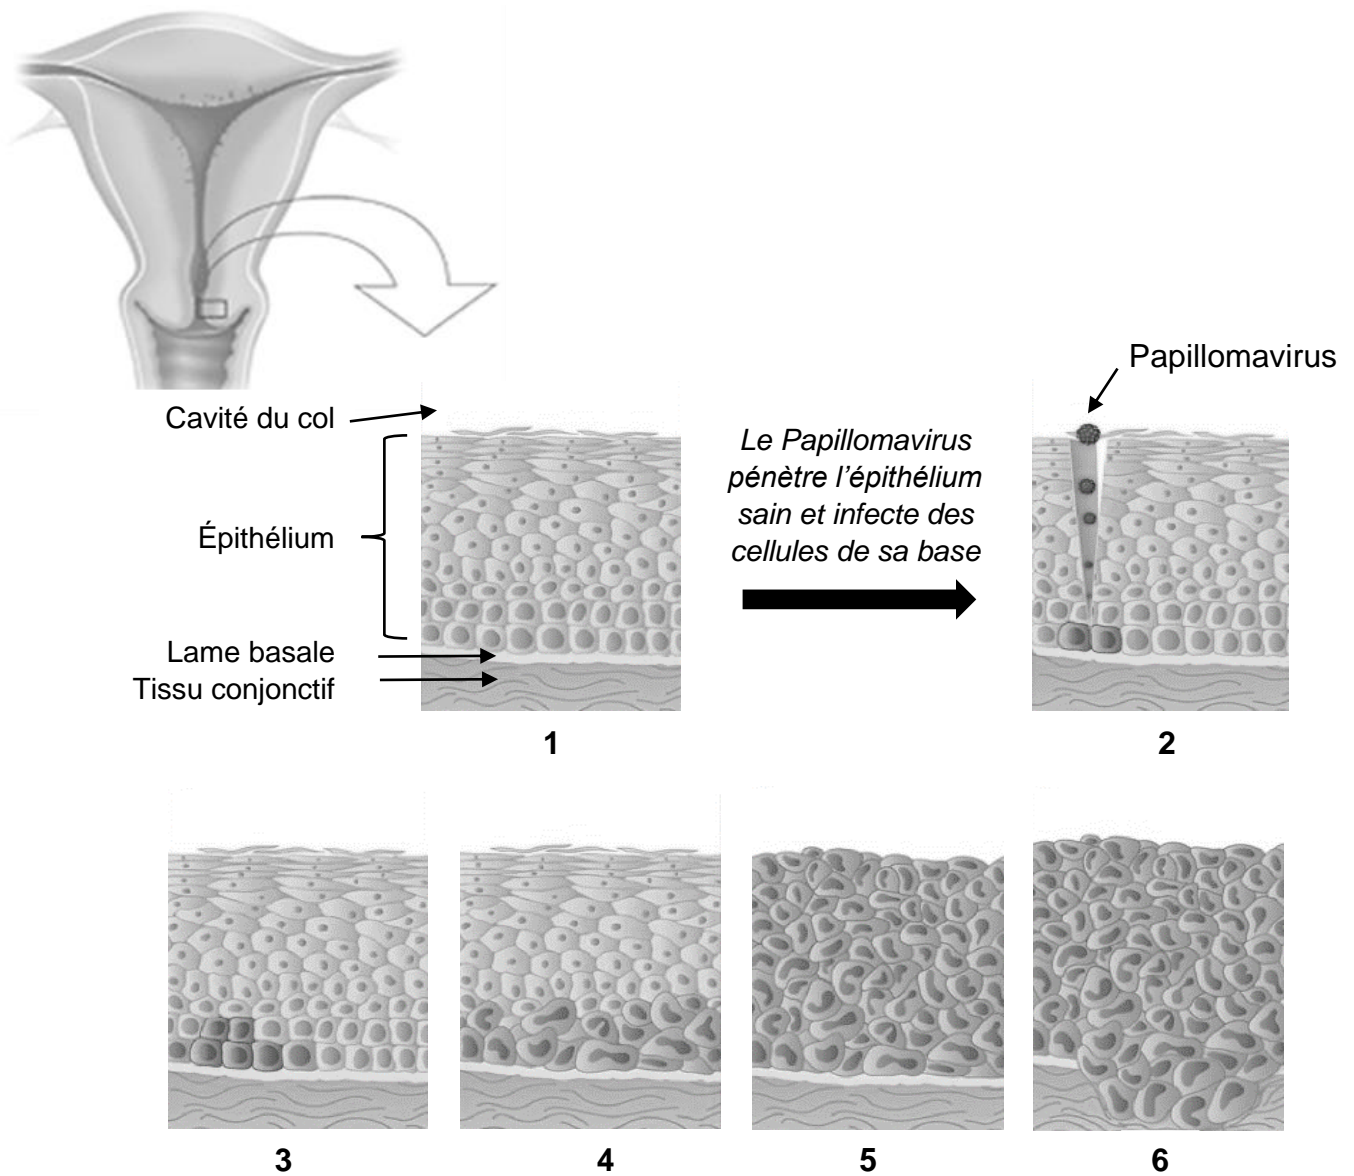 Papillomavirus
Cavité du col
Le Papillomavirus
pénètre l’épithélium
sain et infecte des
cellules de sa base
Épithélium
Lame basale
Tissu conjonctif
1
2
3
4
5
6